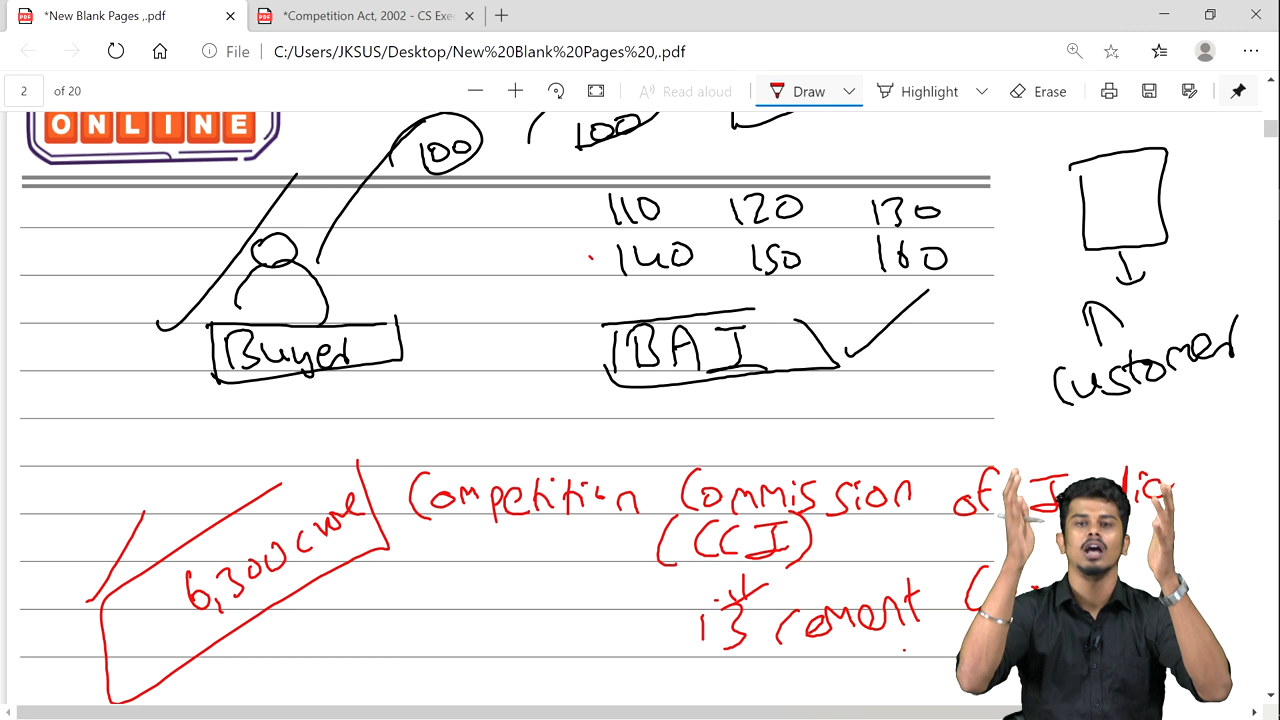 *New Blank Pages ,.pdf
*Competition Act, 2002 - CS Exe
File
C:/Users/JKSUS/Desktop/New%20Blank%20Pages%20,.pdf
2 of 20
Read aloud
Draw
Highlight
Erase
ONLINE
100
100
110 120 130
140 150 160
Buyer
BAI
customer
6,300 crore
Competition Commission of India
(CCI)
13 cement